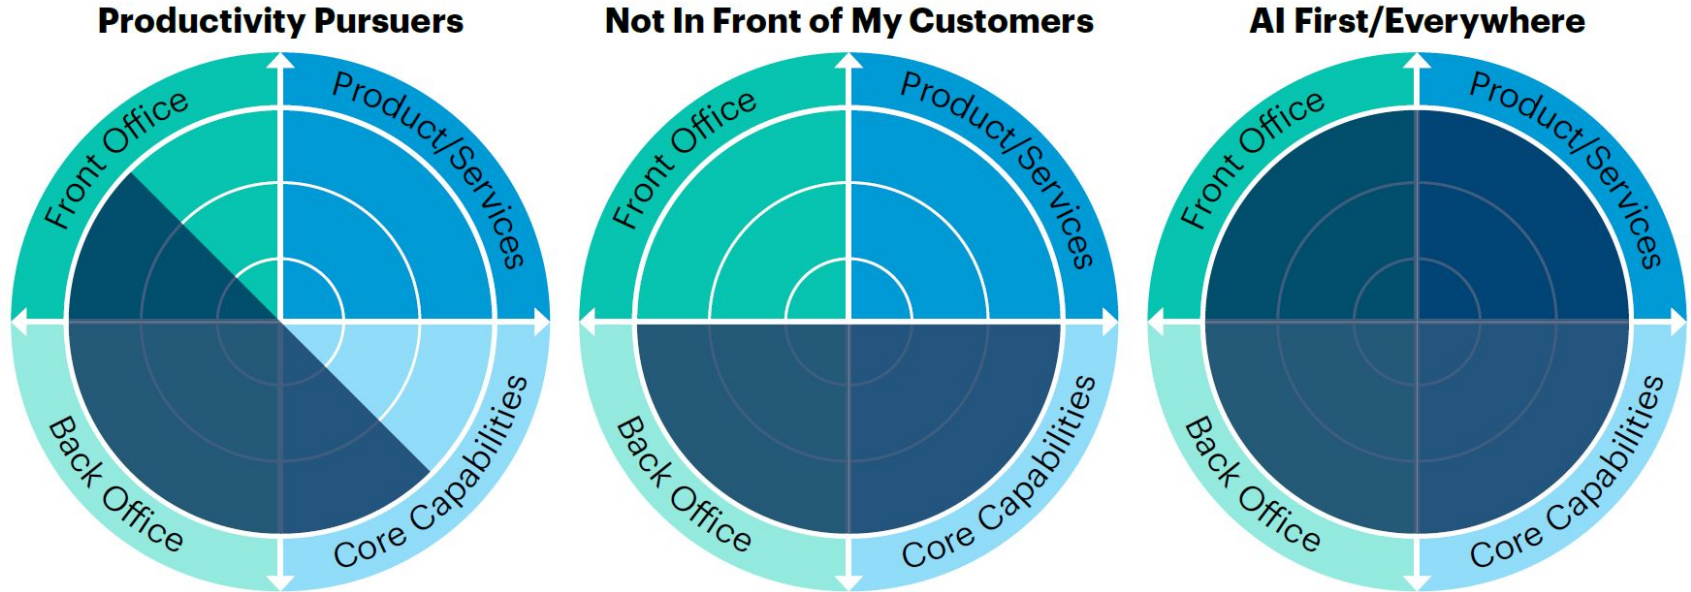 Productivity Pursuers
Front Office
Product/Services
Back Office
Core Capabilities
Not In Front of My Customers
Front Office
Product/Services
Back Office
Core Capabilities
AI First/Everywhere
Front Office
Product/Services
Back Office
Core Capabilities